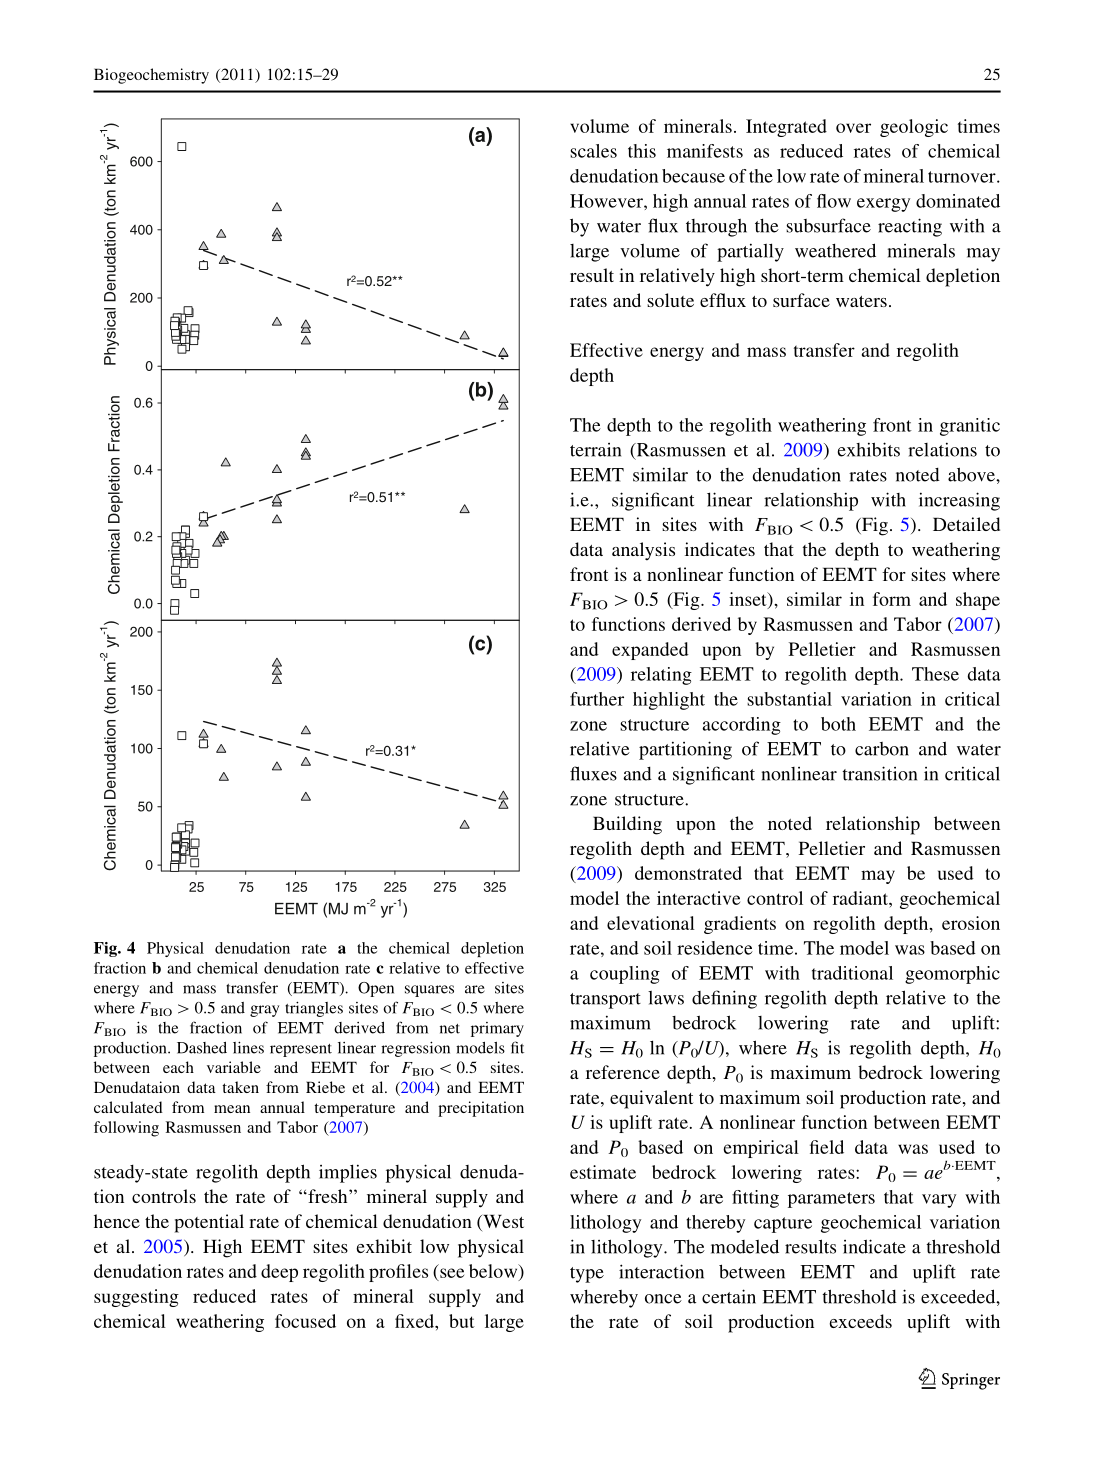 Biogeochemistry (2011) 102:15–29
25
(a)
Physical Denudation (ton km-2 yr-1)
600
400
200
0
r2=0.52**
(b)
Chemical Depletion Fraction
0.6
0.4
0.2
0.0
r2=0.51**
(c)
Chemical Denudation (ton km-2 yr-1)
200
150
100
50
0
r2=0.31*
25 75 125 175 225 275 325
EEMT (MJ m-2 yr-1)
Fig. 4 Physical denudation rate a the chemical depletion
fraction b and chemical denudation rate c relative to effective
energy and mass transfer (EEMT). Open squares are sites
where FBIO > 0.5 and gray triangles sites of FBIO < 0.5 where
FBIO is the fraction of EEMT derived from net primary
production. Dashed lines represent linear regression models fit
between each variable and EEMT for FBIO < 0.5 sites.
Denudataion data taken from Riebe et al. (2004) and EEMT
calculated from mean annual temperature and precipitation
following Rasmussen and Tabor (2007)
steady-state regolith depth implies physical denuda-
tion controls the rate of ‘‘fresh’’ mineral supply and
hence the potential rate of chemical denudation (West
et al. 2005). High EEMT sites exhibit low physical
denudation rates and deep regolith profiles (see below)
suggesting reduced rates of mineral supply and
chemical weathering focused on a fixed, but large
volume of minerals. Integrated over geologic times
scales this manifests as reduced rates of chemical
denudation because of the low rate of mineral turnover.
However, high annual rates of flow exergy dominated
by water flux through the subsurface reacting with a
large volume of partially weathered minerals may
result in relatively high short-term chemical depletion
rates and solute efflux to surface waters.
Effective energy and mass transfer and regolith
depth
The depth to the regolith weathering front in granitic
terrain (Rasmussen et al. 2009) exhibits relations to
EEMT similar to the denudation rates noted above,
i.e., significant linear relationship with increasing
EEMT in sites with FBIO < 0.5 (Fig. 5). Detailed
data analysis indicates that the depth to weathering
front is a nonlinear function of EEMT for sites where
FBIO > 0.5 (Fig. 5 inset), similar in form and shape
to functions derived by Rasmussen and Tabor (2007)
and expanded upon by Pelletier and Rasmussen
(2009) relating EEMT to regolith depth. These data
further highlight the substantial variation in critical
zone structure according to both EEMT and the
relative partitioning of EEMT to carbon and water
fluxes and a significant nonlinear transition in critical
zone structure.
Building upon the noted relationship between
regolith depth and EEMT, Pelletier and Rasmussen
(2009) demonstrated that EEMT may be used to
model the interactive control of radiant, geochemical
and elevational gradients on regolith depth, erosion
rate, and soil residence time. The model was based on
a coupling of EEMT with traditional geomorphic
transport laws defining regolith depth relative to the
maximum bedrock lowering rate and uplift:
HS = H0 ln (P0/U), where HS is regolith depth, H0
a reference depth, P0 is maximum bedrock lowering
rate, equivalent to maximum soil production rate, and
U is uplift rate. A nonlinear function between EEMT
and P0 based on empirical field data was used to
estimate bedrock lowering rates: P0 = aeb·EEMT,
where a and b are fitting parameters that vary with
lithology and thereby capture geochemical variation
in lithology. The modeled results indicate a threshold
type interaction between EEMT and uplift rate
whereby once a certain EEMT threshold is exceeded,
the rate of soil production exceeds uplift with
Springer